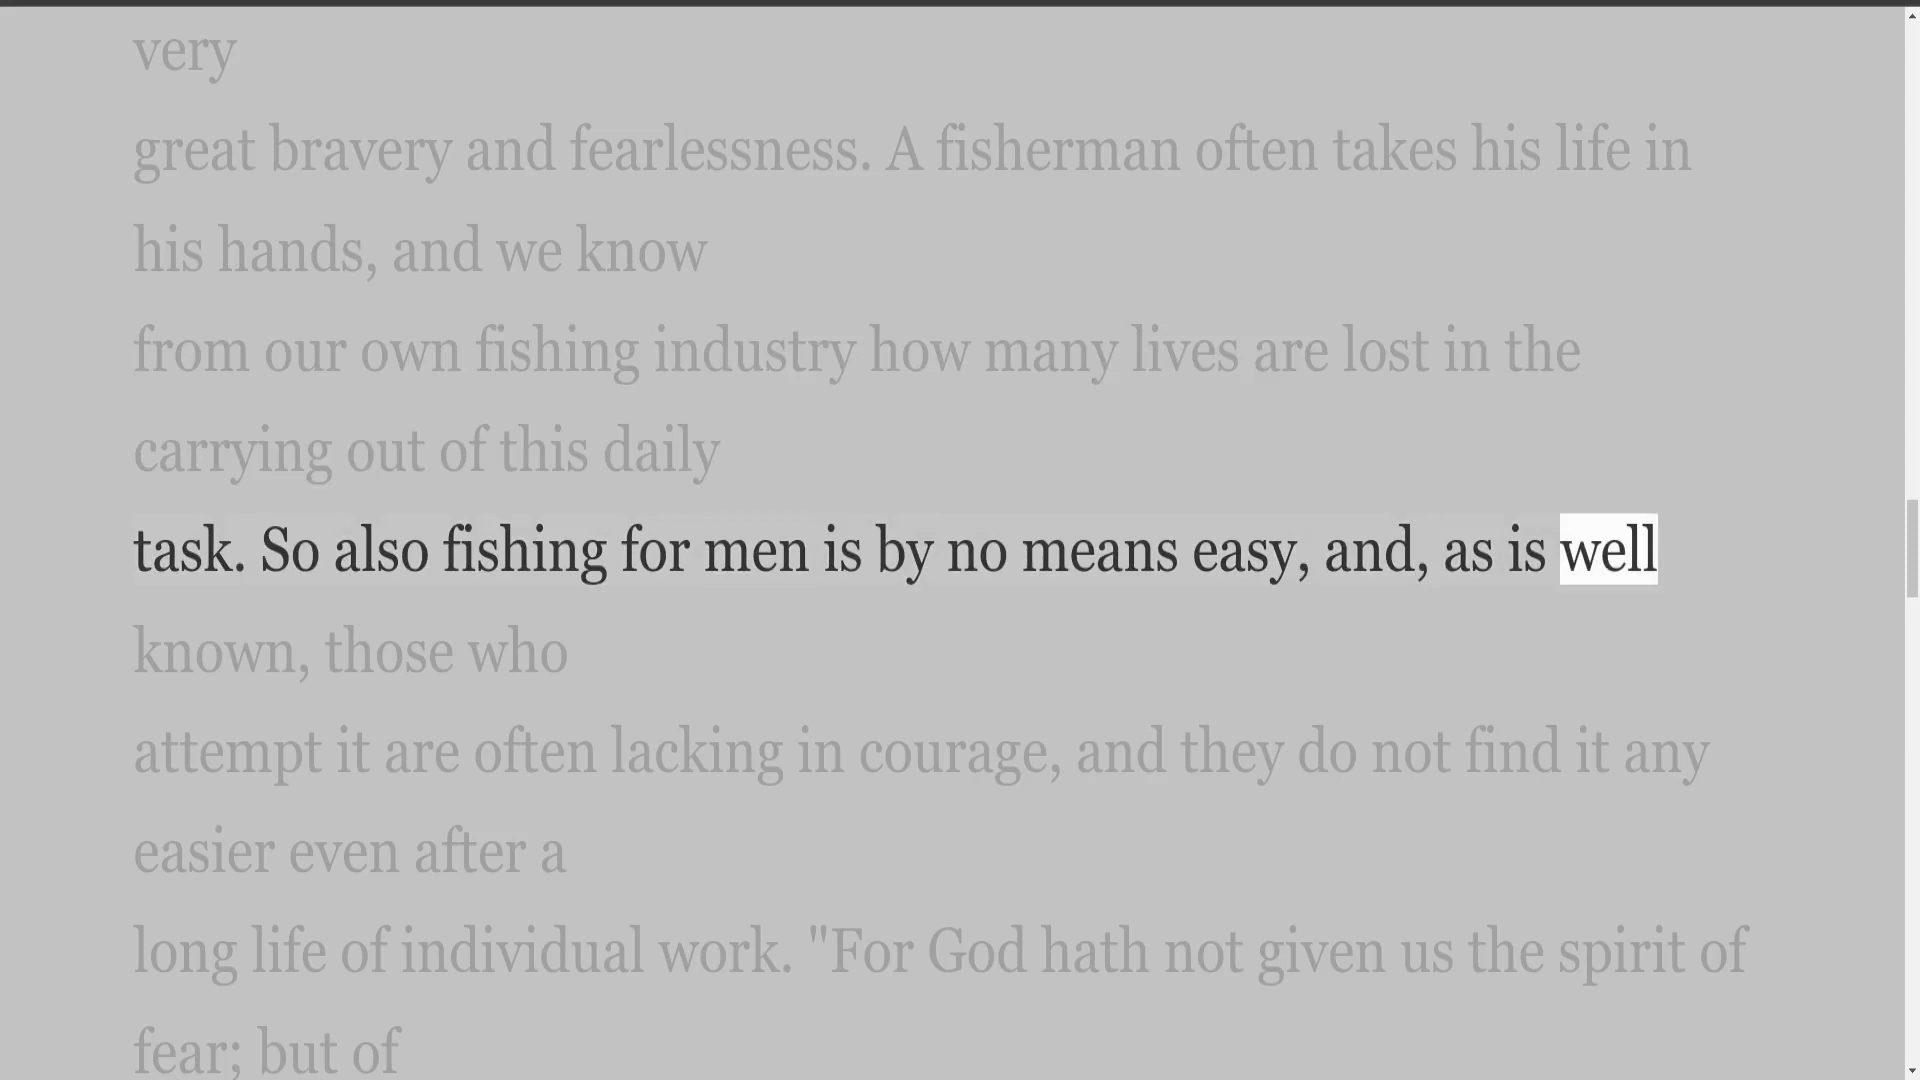 very
great bravery and fearlessness. A fisherman often takes his life in
his hands, and we know
from our own fishing industry how many lives are lost in the
carrying out of this daily
task. So also fishing for men is by no means easy, and, as is well
known, those who
attempt it are often lacking in courage, and they do not find it any
easier even after a
long life of individual work. "For God hath not given us the spirit of
fear; but of